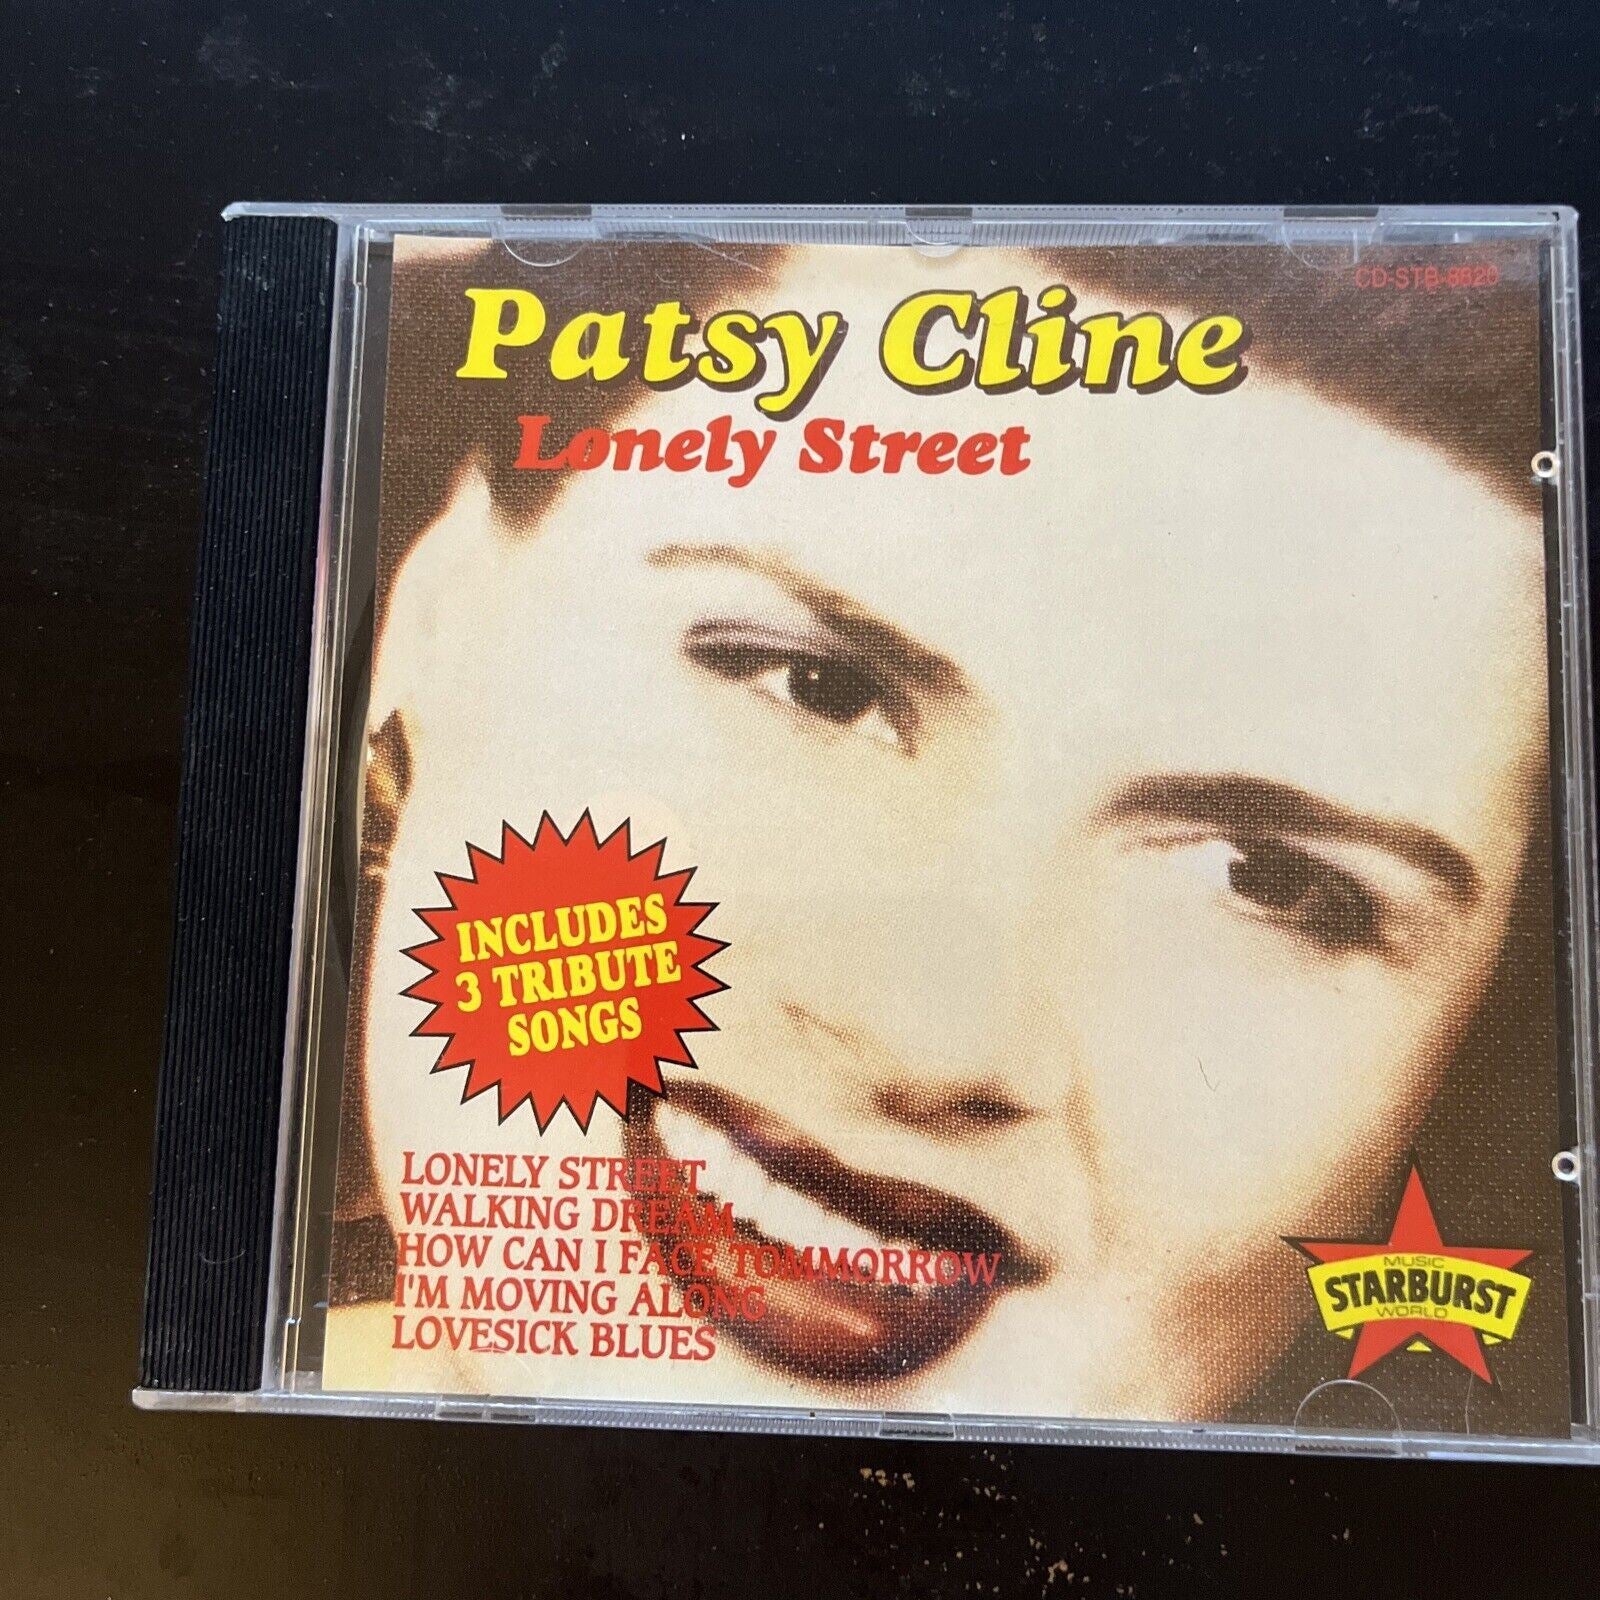 CD-STB-8620
Patsy Cline
Lonely Street
INCLUDES
3 TRIBUTE
SONGS
LONELY STREET
WALKING DREAM
HOW CAN I FACE TOMMORROW
I'M MOVING ALONG
LOVESICK BLUES
MUSIC
STARBURST
WORLD